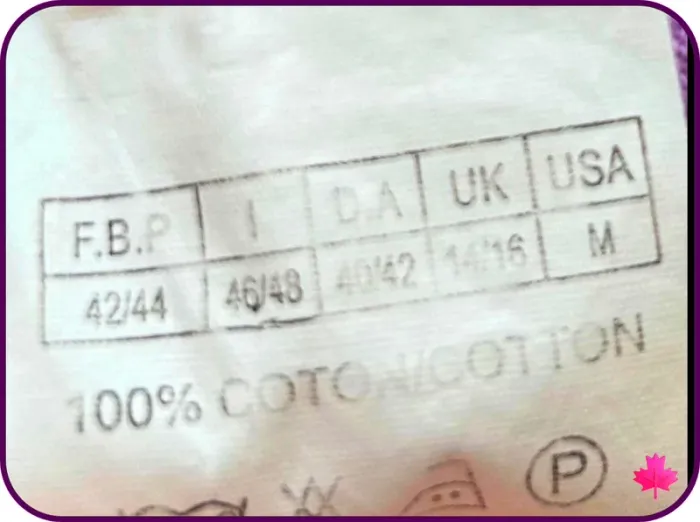 F.B.P I D.A UK USA
42/44 46/48 40/42 14/16 M
100% COTON/COTTON
P